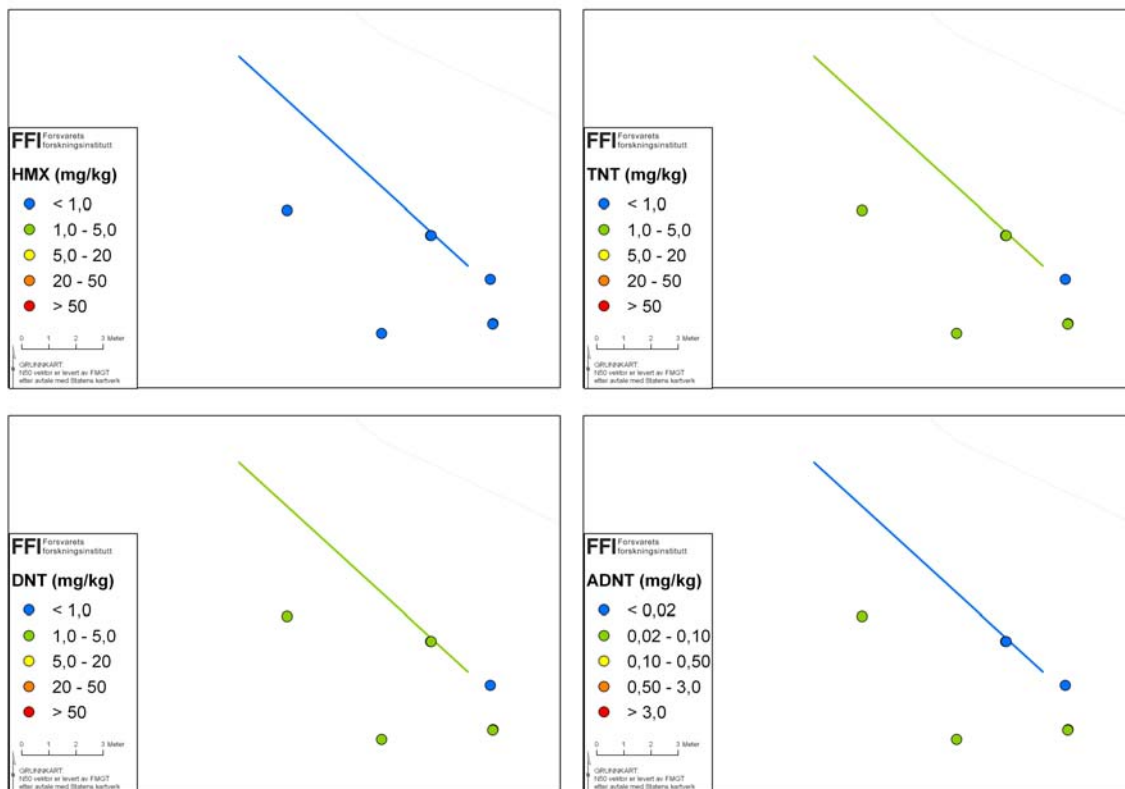 FFI Forsvarets
forskningsinstitutt
HMX (mg/kg)
< 1,0
1,0 - 5,0
5,0 - 20
20 - 50
> 50
0 1 2 3 Meter
GRUNNKART:
N50 vektor er levert av FMGT
etter avtale med Statens kartverk
FFI Forsvarets
forskningsinstitutt
TNT (mg/kg)
< 1,0
1,0 - 5,0
5,0 - 20
20 - 50
> 50
0 1 2 3 Meter
GRUNNKART:
N50 vektor er levert av FMGT
etter avtale med Statens kartverk
FFI Forsvarets
forskningsinstitutt
DNT (mg/kg)
< 1,0
1,0 - 5,0
5,0 - 20
20 - 50
> 50
0 1 2 3 Meter
GRUNNKART:
N50 vektor er levert av FMGT
etter avtale med Statens kartverk
FFI Forsvarets
forskningsinstitutt
ADNT (mg/kg)
< 0,02
0,02 - 0,10
0,10 - 0,50
0,50 - 3,0
> 3,0
0 1 2 3 Meter
GRUNNKART:
N50 vektor er levert av FMGT
etter avtale med Statens kartverk